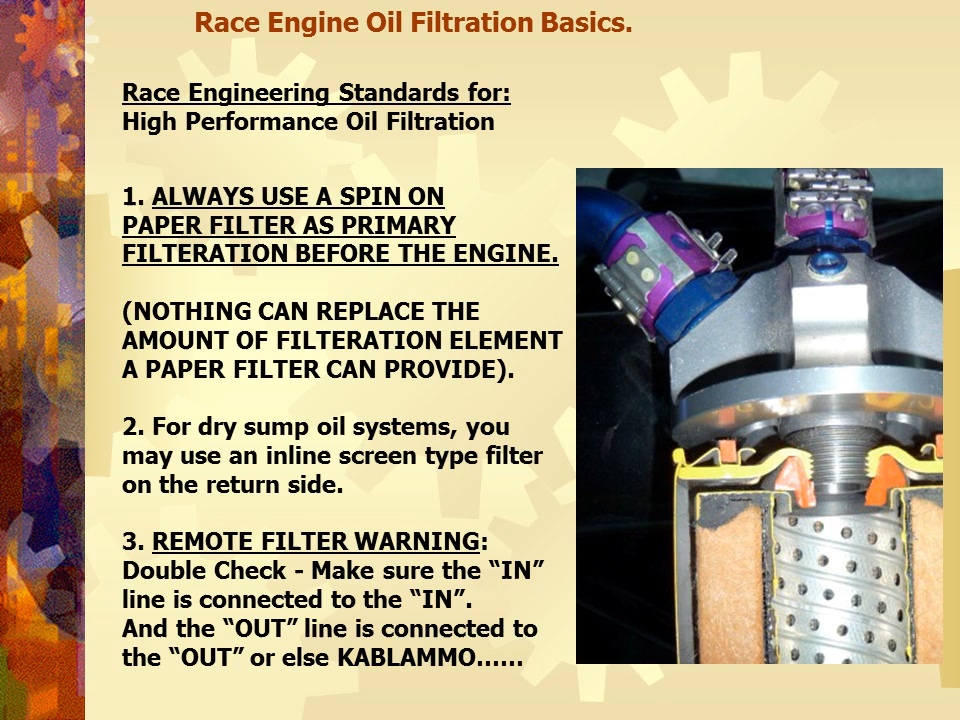 Race Engine Oil Filtration Basics.
Race Engineering Standards for:
High Performance Oil Filtration
1. ALWAYS USE A SPIN ON
PAPER FILTER AS PRIMARY
FILTERATION BEFORE THE ENGINE.
(NOTHING CAN REPLACE THE
AMOUNT OF FILTERATION ELEMENT
A PAPER FILTER CAN PROVIDE).
2. For dry sump oil systems, you
may use an inline screen type filter
on the return side.
3. REMOTE FILTER WARNING:
Double Check - Make sure the “IN”
line is connected to the “IN”.
And the “OUT” line is connected to
the “OUT” or else KABLAMMO……